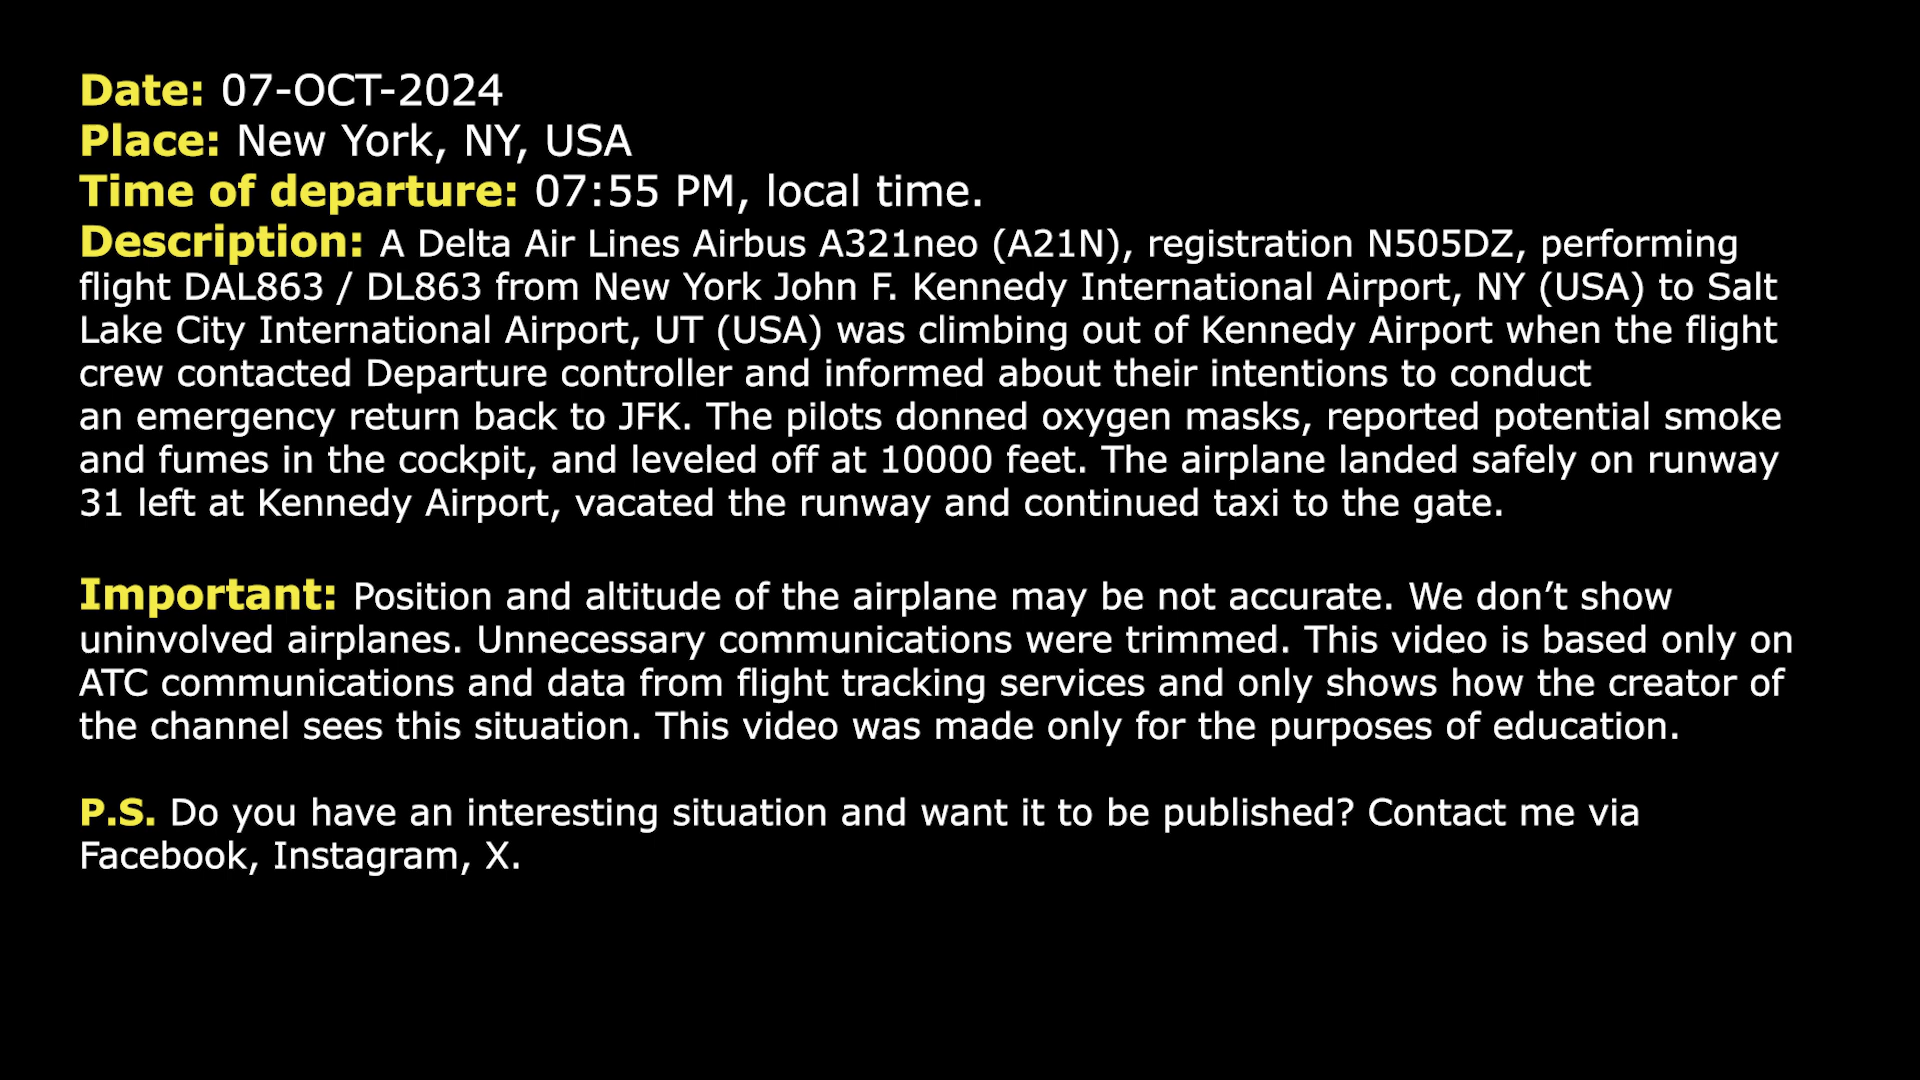 Date: 07-OCT-2024
Place: New York, NY, USA
Time of departure: 07:55 PM, local time.
Description: A Delta Air Lines Airbus A321neo (A21N), registration N505DZ, performing
flight DAL863 / DL863 from New York John F. Kennedy International Airport, NY (USA) to Salt
Lake City International Airport, UT (USA) was climbing out of Kennedy Airport when the flight
crew contacted Departure controller and informed about their intentions to conduct
an emergency return back to JFK. The pilots donned oxygen masks, reported potential smoke
and fumes in the cockpit, and leveled off at 10000 feet. The airplane landed safely on runway
31 left at Kennedy Airport, vacated the runway and continued taxi to the gate.
Important: Position and altitude of the airplane may be not accurate. We don’t show
uninvolved airplanes. Unnecessary communications were trimmed. This video is based only on
ATC communications and data from flight tracking services and only shows how the creator of
the channel sees this situation. This video was made only for the purposes of education.
P.S. Do you have an interesting situation and want it to be published? Contact me via
Facebook, Instagram, X.